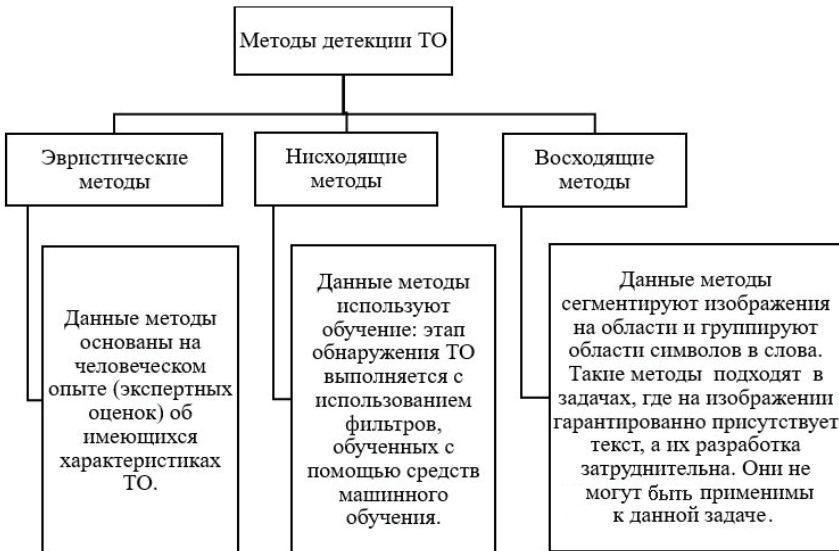 Методы детекции ТО
Эвристические
методы
Нисходящие
методы
Восходящие
методы
Данные методы
основаны на
человеческом
опыте (экспертных
оценок) об
имеющихся
характеристиках
ТО.
Данные методы
используют
обучение: этап
обнаружения ТО
выполняется с
использованием
фильтров,
обученных с
помощью средств
машинного
обучения.
Данные методы
сегментируют изображения
на области и группируют
области символов в слова.
Такие методы подходят в
задачах, где на изображении
гарантированно присутствует
текст, а их разработка
затруднительна. Они не
могут быть применимы
к данной задаче.